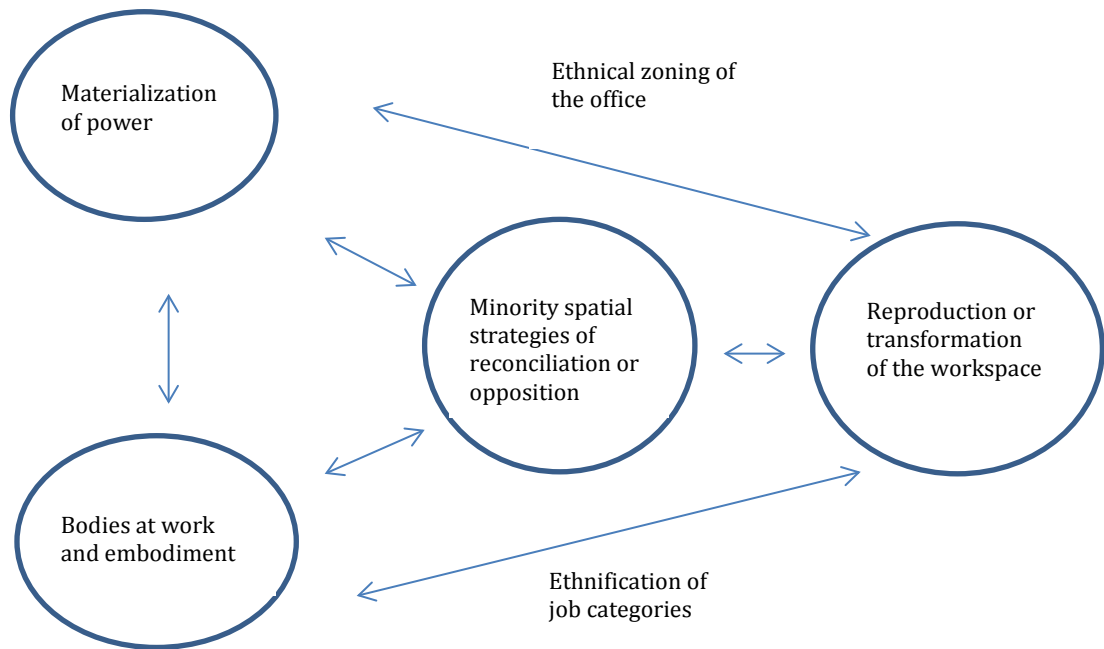 Ethnical zoning of
the office
Materialization
of power
Minority spatial
strategies of
reconciliation or
opposition
Reproduction or
transformation
of the workspace
Bodies at work
and embodiment
Ethnification of
job categories